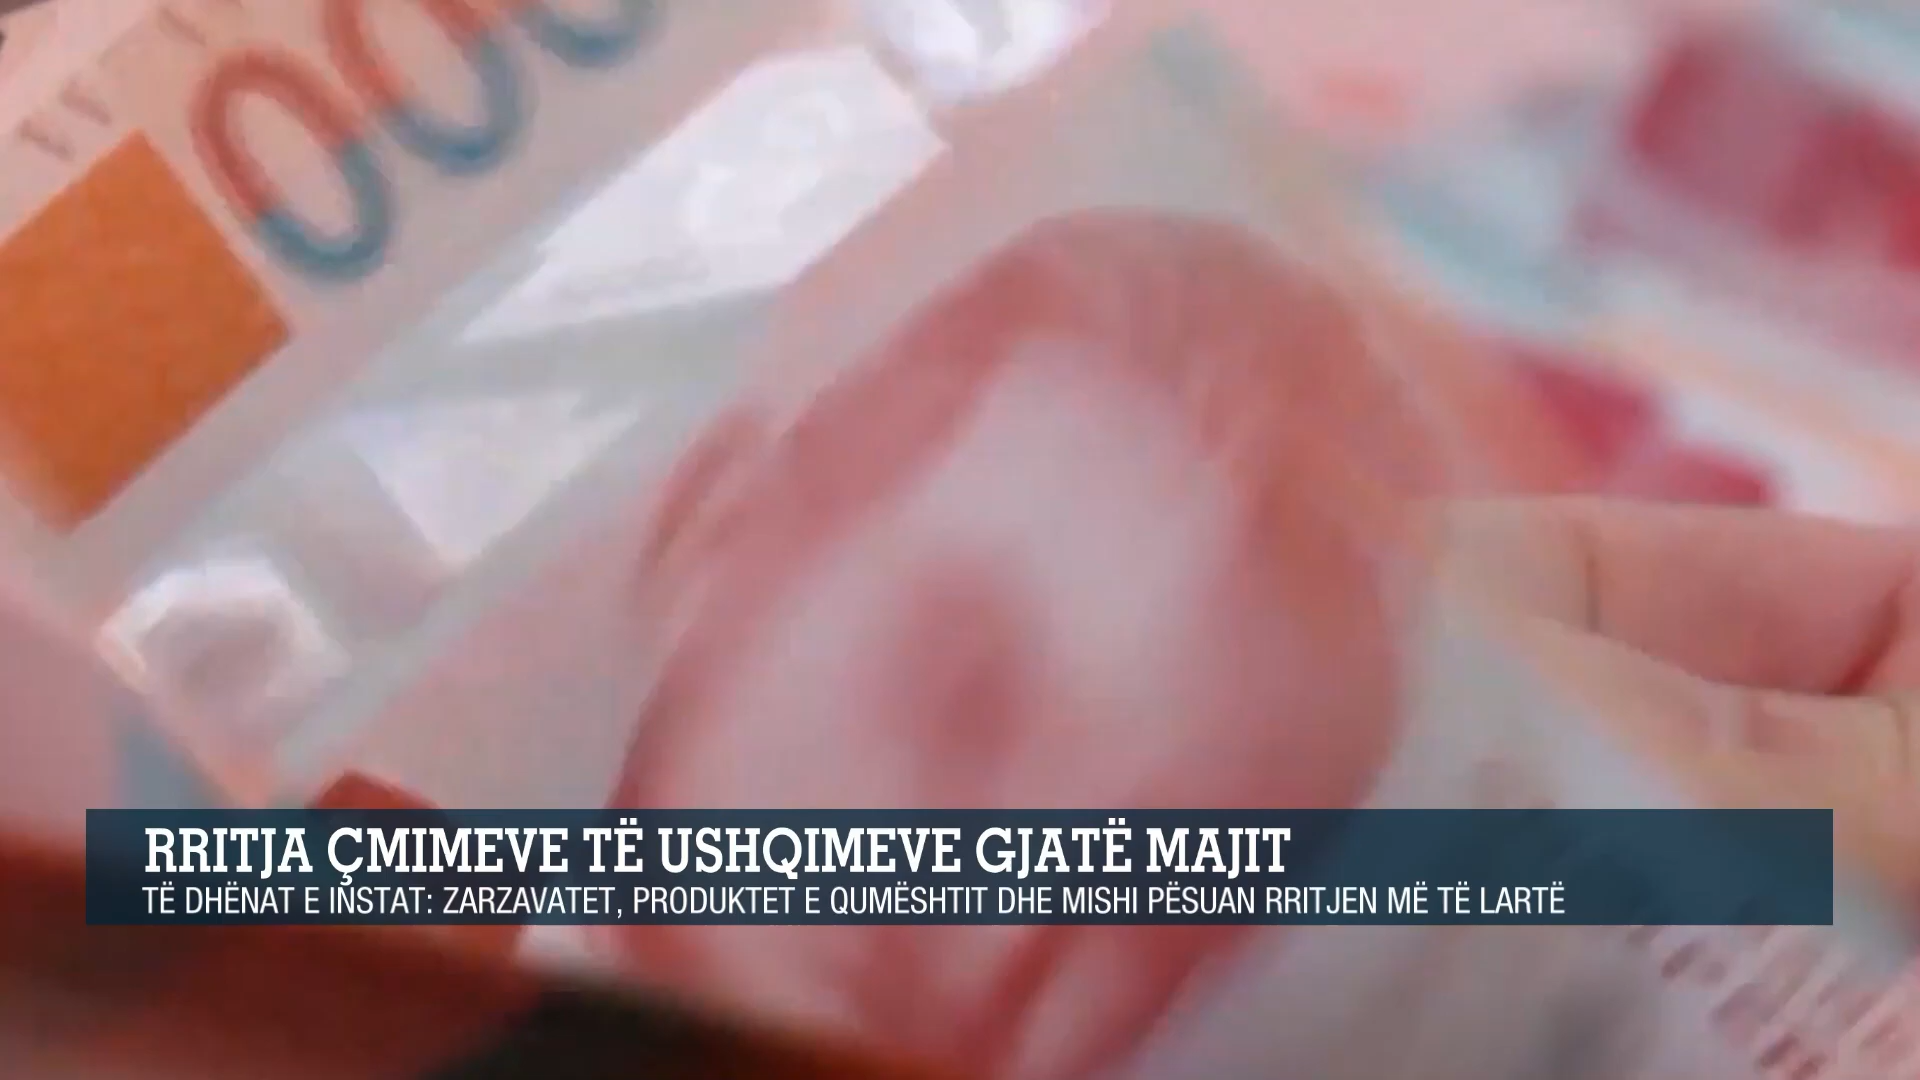 000
RRITJA ÇMIMEVE TË USHQIMEVE GJATË MAJIT
TË DHËNAT E INSTAT: ZARZAVATET, PRODUKTET E QUMËSHTIT DHE MISHI PËSUAN RRITJEN MË TË LARTË